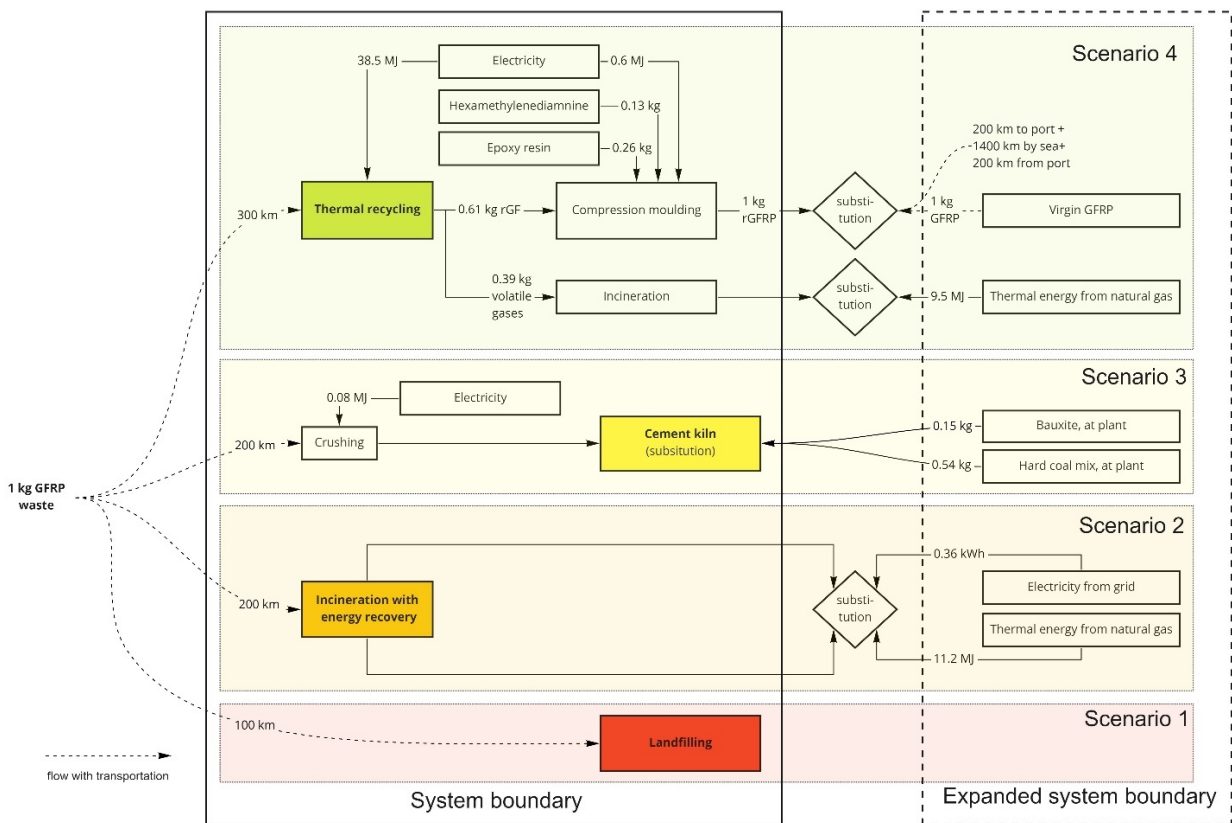 Scenario 4
38.5 MJ
Electricity
0.6 MJ
Hexamethylenediamnine
0.13 kg
Epoxy resin
0.26 kg
200 km to port +
1400 km by sea+
200 km from port
300 km
Thermal recycling
0.61 kg rGF
Compression moulding
1 kg
rGFRP
substi-
tution
1 kg
GFRP
Virgin GFRP
0.39 kg
volatile
gases
Incineration
substi-
tution
9.5 MJ
Thermal energy from natural gas
Scenario 3
0.08 MJ
Electricity
200 km
Crushing
Cement kiln
(subsitution)
0.15 kg
Bauxite, at plant
0.54 kg
Hard coal mix, at plant
1 kg GFRP
waste
Scenario 2
0.36 kWh
Electricity from grid
200 km
Incineration with
energy recovery
substi-
tution
Thermal energy from natural gas
11.2 MJ
Scenario 1
100 km
Landfilling
flow with transportation
System boundary
Expanded system boundary